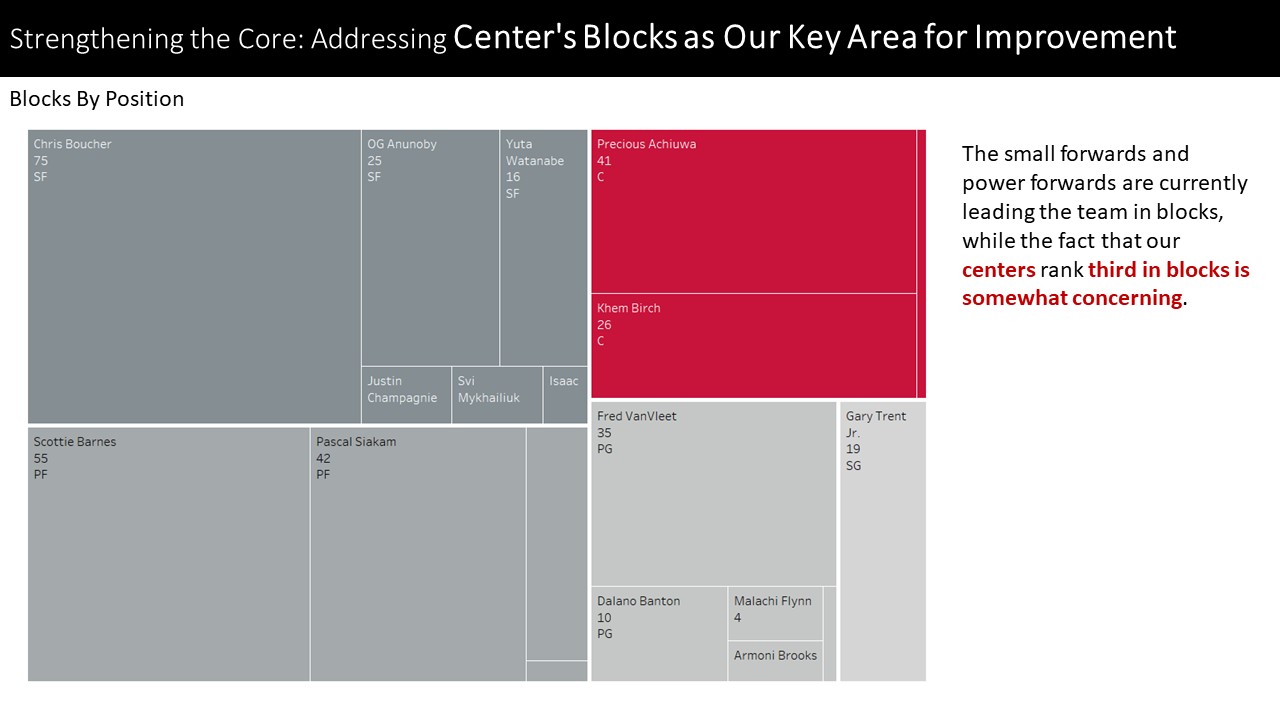 Strengthening the Core: Addressing Center's Blocks as Our Key Area for Improvement
Blocks By Position
Chris Boucher
75
SF
OG Anunoby
25
SF
Yuta
Watanabe
16
SF
Justin
Champagnie
Svi
Mykhailiuk
Isaac
Scottie Barnes
55
PF
Pascal Siakam
42
PF
Precious Achiuwa
41
C
Khem Birch
26
C
Fred VanVleet
35
PG
Dalano Banton
10
PG
Malachi Flynn
4
Armoni Brooks
Gary Trent
Jr.
19
SG
The small forwards and
power forwards are currently
leading the team in blocks,
while the fact that our
centers rank third in blocks is
somewhat concerning.